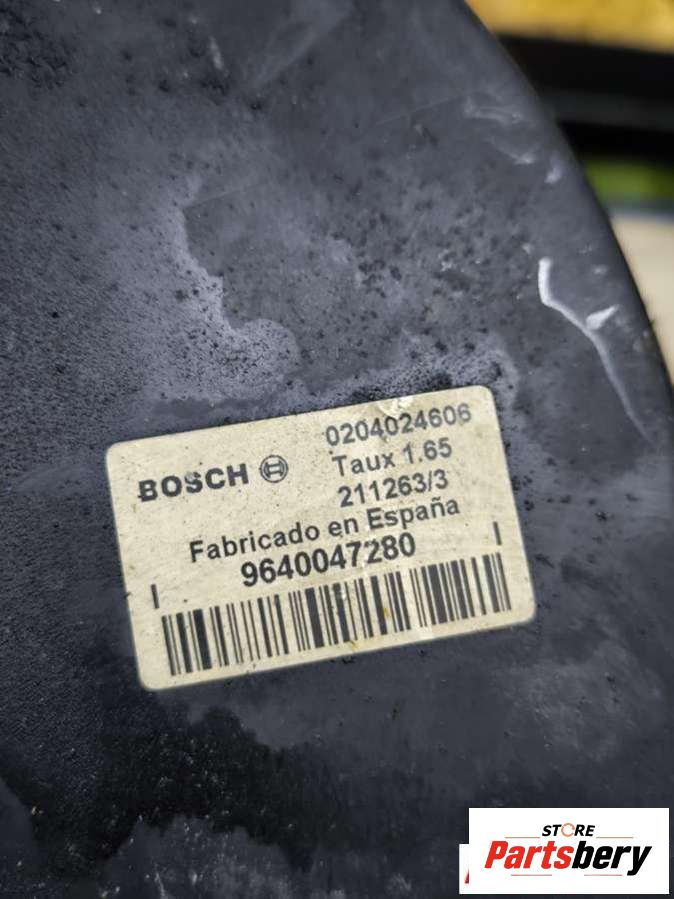 0204024606
BOSCH Taux 1.65
211263/3
Fabricado en España
9640047280
STORE
Partsbery